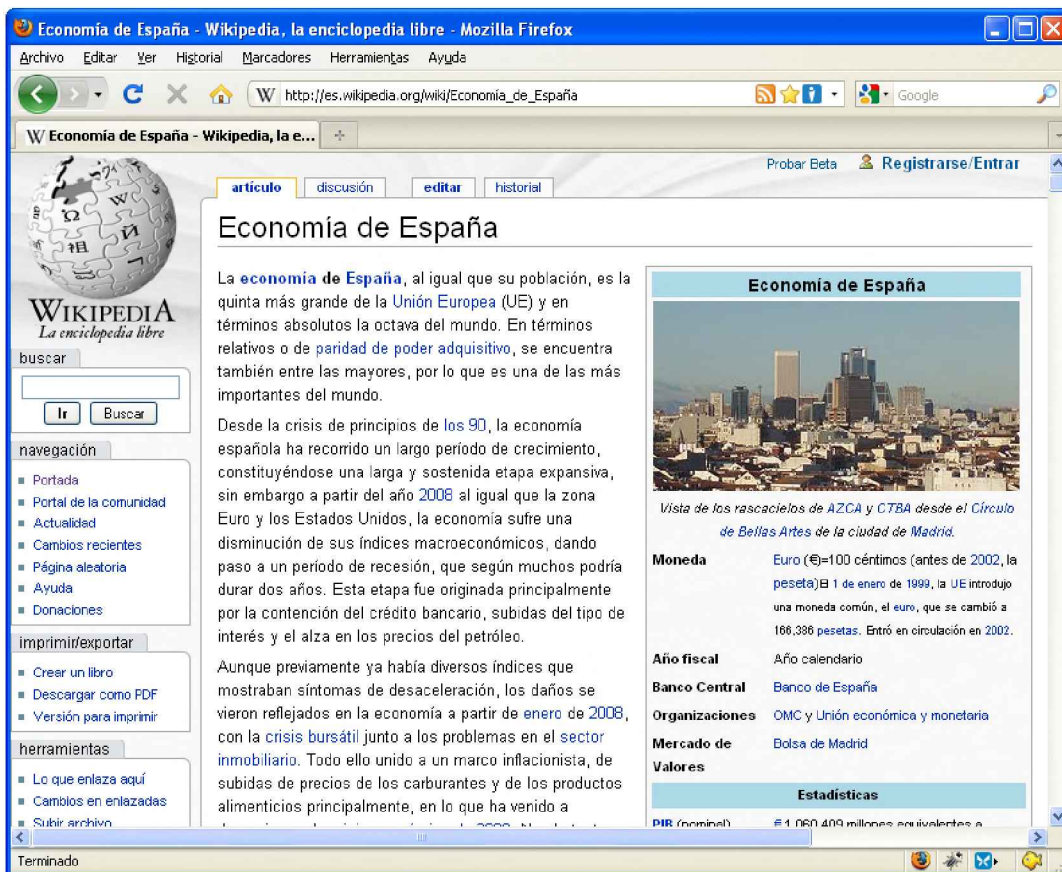 Economía de España - Wikipedia, la enciclopedia libre - Mozilla Firefox
Archivo Editar Ver Historial Marcadores Herramientas Ayuda
http://es.wikipedia.org/wiki/Economía_de_España
Google
Economía de España - Wikipedia, la e...
Probar Beta Registrarse/Entrar
artículo discusión editar historial
WIKIPEDIA
La enciclopedia libre
buscar
Ir Buscar
navegación
Portada
Portal de la comunidad
Actualidad
Cambios recientes
Página aleatoria
Ayuda
Donaciones
imprimir/exportar
Crear un libro
Descargar como PDF
Versión para imprimir
herramientas
Lo que enlaza aquí
Cambios en enlazadas
Subir archivo
Economía de España
La economía de España, al igual que su población, es la
quinta más grande de la Unión Europea (UE) y en
términos absolutos la octava del mundo. En términos
relativos o de paridad de poder adquisitivo, se encuentra
también entre las mayores, por lo que es una de las más
importantes del mundo.
Desde la crisis de principios de los 90, la economía
española ha recorrido un largo período de crecimiento,
constituyéndose una larga y sostenida etapa expansiva,
sin embargo a partir del año 2008 al igual que la zona
Euro y los Estados Unidos, la economía sufre una
disminución de sus índices macroeconómicos, dando
paso a un período de recesión, que según muchos podría
durar dos años. Esta etapa fue originada principalmente
por la contención del crédito bancario, subidas del tipo de
interés y el alza en los precios del petróleo.
Aunque previamente ya había diversos índices que
mostraban síntomas de desaceleración, los daños se
vieron reflejados en la economía a partir de enero de 2008,
con la crisis bursátil junto a los problemas en el sector
inmobiliario. Todo ello unido a un marco inflacionista, de
subidas de precios de los carburantes y de los productos
alimenticios principalmente, en lo que ha venido a
Economía de España
Vista de los rascacielos de AZCA y CTBA desde el Círculo
de Bellas Artes de la ciudad de Madrid.
Moneda Euro (€)=100 céntimos (antes de 2002, la
peseta)El 1 de enero de 1999, la UE introdujo
una moneda común, el euro, que se cambió a
166,386 pesetas. Entró en circulación en 2002.
Año fiscal Año calendario
Banco Central Banco de España
Organizaciones OMC y Unión económica y monetaria
Mercado de Bolsa de Madrid
Valores
Estadísticas
PIB (nominal) € 1.060.409 millones equivalentes a
Terminado